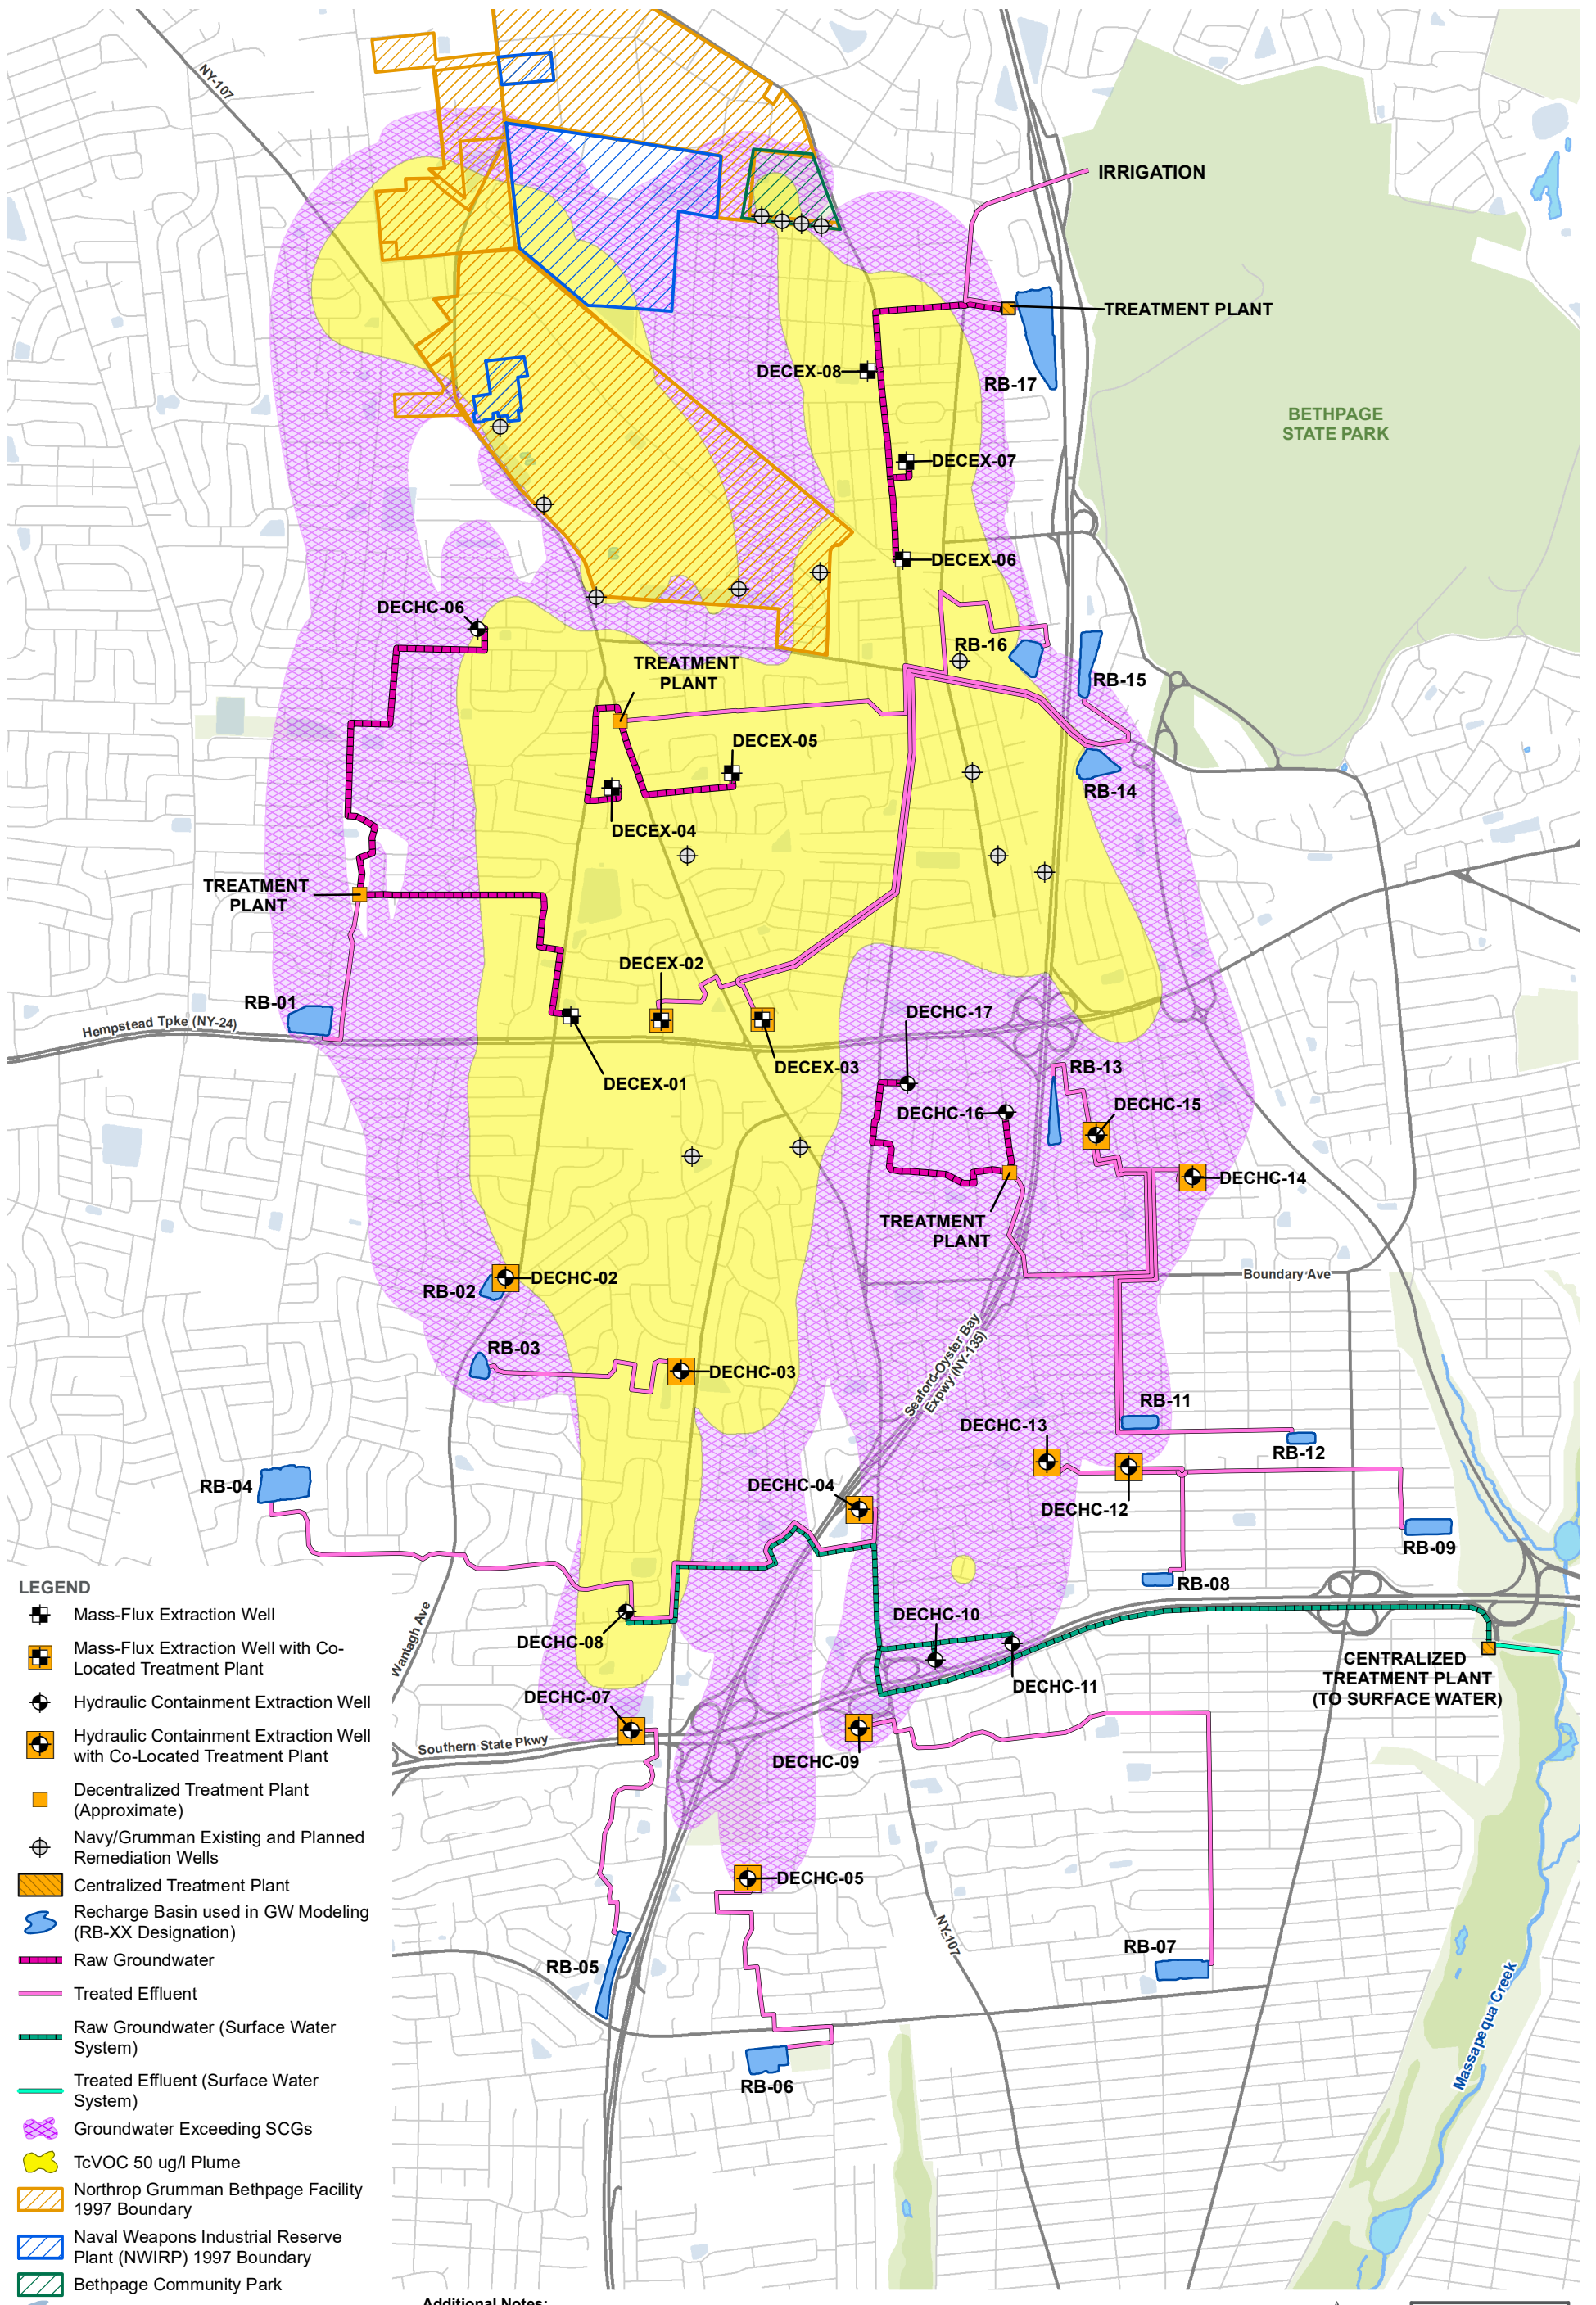 NY-107
IRRIGATION
TREATMENT PLANT
DECEX-08
RB-17
BETHPAGE
STATE PARK
DECEX-07
DECEX-06
DECHC-06
RB-16
TREATMENT
PLANT
RB-15
DECEX-05
RB-14
DECEX-04
TREATMENT
PLANT
DECEX-02
RB-01
Hempstead Tpke (NY-24)
DECHC-17
DECEX-03
RB-13
DECEX-01
DECHC-16
DECHC-15
DECHC-14
TREATMENT
PLANT
DECHC-02
RB-02
Boundary Ave
RB-03
DECHC-03
Seaford-Oyster Bay
Expwy (NY-135)
RB-11
DECHC-13
RB-12
RB-04
DECHC-04
DECHC-12
RB-09
RB-08
DECHC-10
DECHC-08
Wantagh Ave
CENTRALIZED
TREATMENT PLANT
(TO SURFACE WATER)
DECHC-11
DECHC-07
Southern State Pkwy
DECHC-09
DECHC-05
NY-107
RB-07
RB-05
Massapequa Creek
RB-06
LEGEND
Mass-Flux Extraction Well
Mass-Flux Extraction Well with Co-
Located Treatment Plant
Hydraulic Containment Extraction Well
Hydraulic Containment Extraction Well
with Co-Located Treatment Plant
Decentralized Treatment Plant
(Approximate)
Navy/Grumman Existing and Planned
Remediation Wells
Centralized Treatment Plant
Recharge Basin used in GW Modeling
(RB-XX Designation)
Raw Groundwater
Treated Effluent
Raw Groundwater (Surface Water
System)
Treated Effluent (Surface Water
System)
Groundwater Exceeding SCGs
TcVOC 50 ug/l Plume
Northrop Grumman Bethpage Facility
1997 Boundary
Naval Weapons Industrial Reserve
Plant (NWIRP) 1997 Boundary
Bethpage Community Park
Additional Notes: